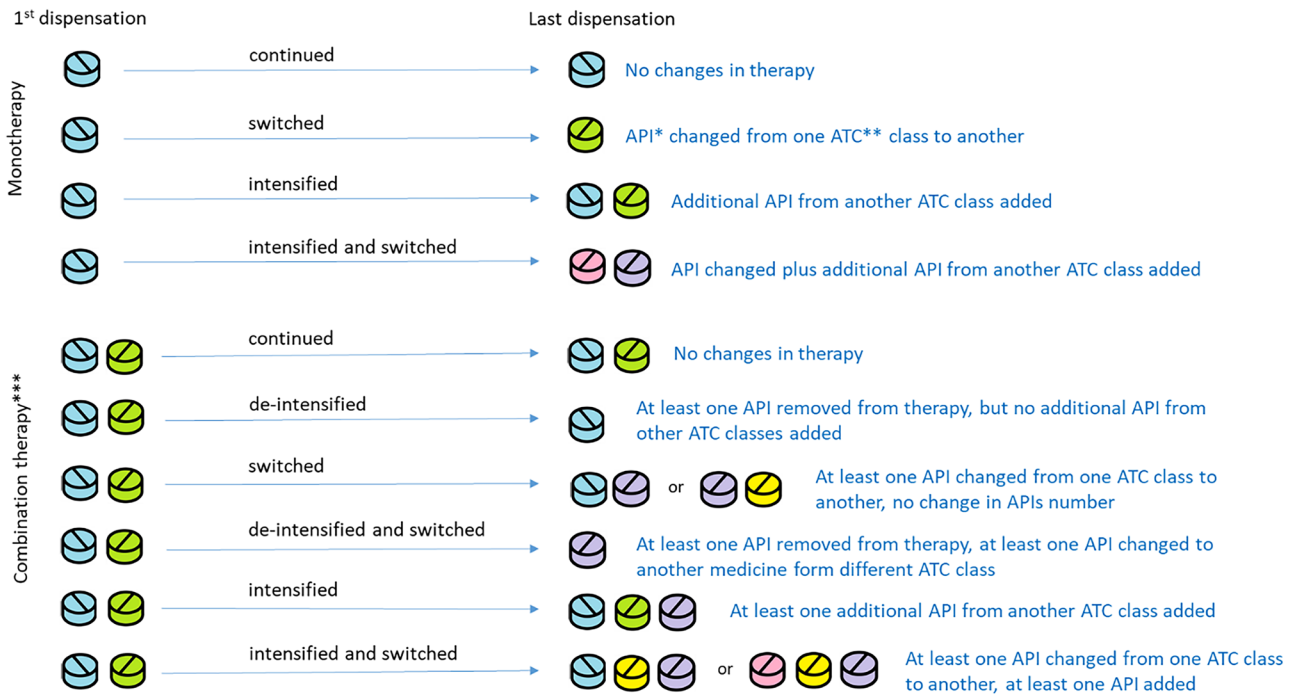 1st dispensation
Last dispensation
Monotherapy
continued
No changes in therapy
switched
API* changed from one ATC** class to another
intensified
Additional API from another ATC class added
intensified and switched
API changed plus additional API from another ATC class added
Combination therapy***
continued
No changes in therapy
de-intensified
At least one API removed from therapy, but no additional API from
other ATC classes added
switched
or
At least one API changed from one ATC class to
another, no change in APIs number
de-intensified and switched
At least one API removed from therapy, at least one API changed to
another medicine form different ATC class
intensified
At least one additional API from another ATC class added
intensified and switched
or
At least one API changed from one ATC class
to another, at least one API added